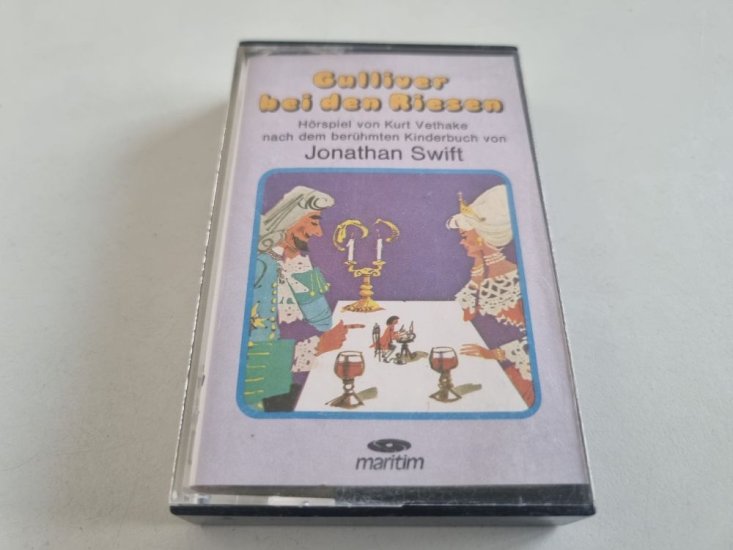 Gulliver
bei den Riesen
Hörspiel von Kurt Vethake
nach dem berühmten Kinderbuch von
Jonathan Swift
maritim